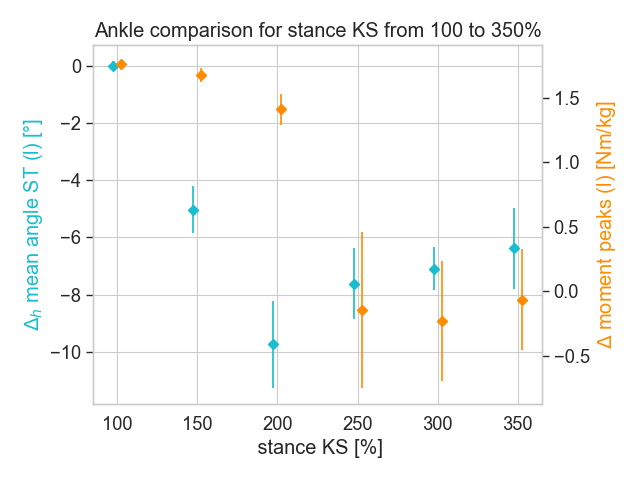 Ankle comparison for stance KS from 100 to 350%
Δh mean angle ST (l) [°]
0
−2
−4
−6
−8
−10
1.5
1.0
0.5
0.0
−0.5
Δ moment peaks (l) [Nm/kg]
100 150 200 250 300 350
stance KS [%]